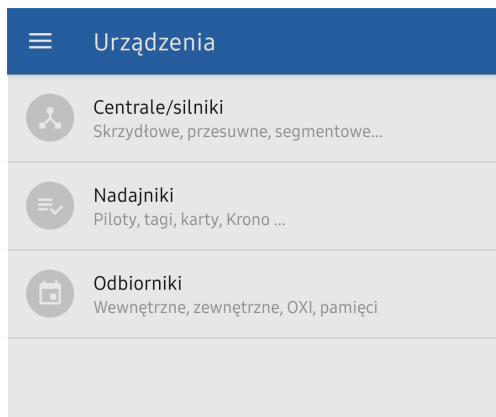 Urządzenia
Centrale/silniki
Skrzydłowe, przesuwne, segmentowe...
Nadajniki
Piloty, tagi, karty, Krono ...
Odbiorniki
Wewnętrzne, zewnętrzne, OXI, pamięci